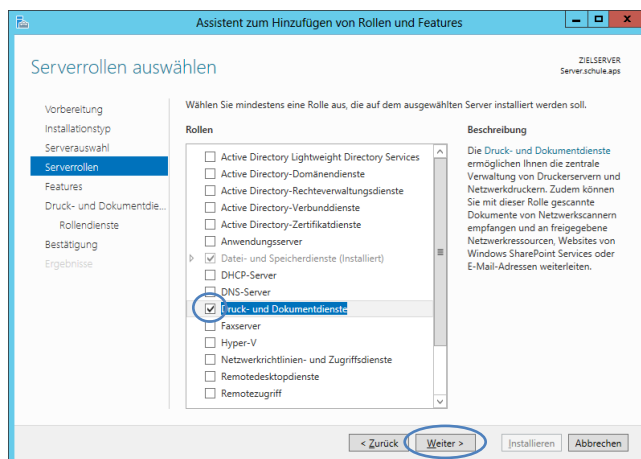 Assistent zum Hinzufügen von Rollen und Features
Serverrollen auswählen
ZIELSERVER
Server.schule.aps
Vorbereitung
Installationstyp
Serverauswahl
Serverrollen
Features
Druck- und Dokumentdie...
Rollendienste
Bestätigung
Ergebnisse
Wählen Sie mindestens eine Rolle aus, die auf dem ausgewählten Server installiert werden soll.
Rollen
Active Directory Lightweight Directory Services
Active Directory-Domänendienste
Active Directory-Rechteverwaltungsdienste
Active Directory-Verbunddienste
Active Directory-Zertifikatdienste
Anwendungsserver
Datei- und Speicherdienste (Installiert)
DHCP-Server
DNS-Server
Druck- und Dokumentdienste
Faxserver
Hyper-V
Netzwerkrichtlinien- und Zugriffsdienste
Remotedesktopdienste
Remotezugriff
Beschreibung
Die Druck- und Dokumentdienste
ermöglichen Ihnen die zentrale
Verwaltung von Druckerservern und
Netzwerkdruckern. Zudem können
Sie mit dieser Rolle gescannte
Dokumente von Netzwerkscannern
empfangen und an freigegebene
Netzwerkressourcen, Websites von
Windows SharePoint Services oder
E-Mail-Adressen weiterleiten.
< Zurück
Weiter >
Installieren
Abbrechen